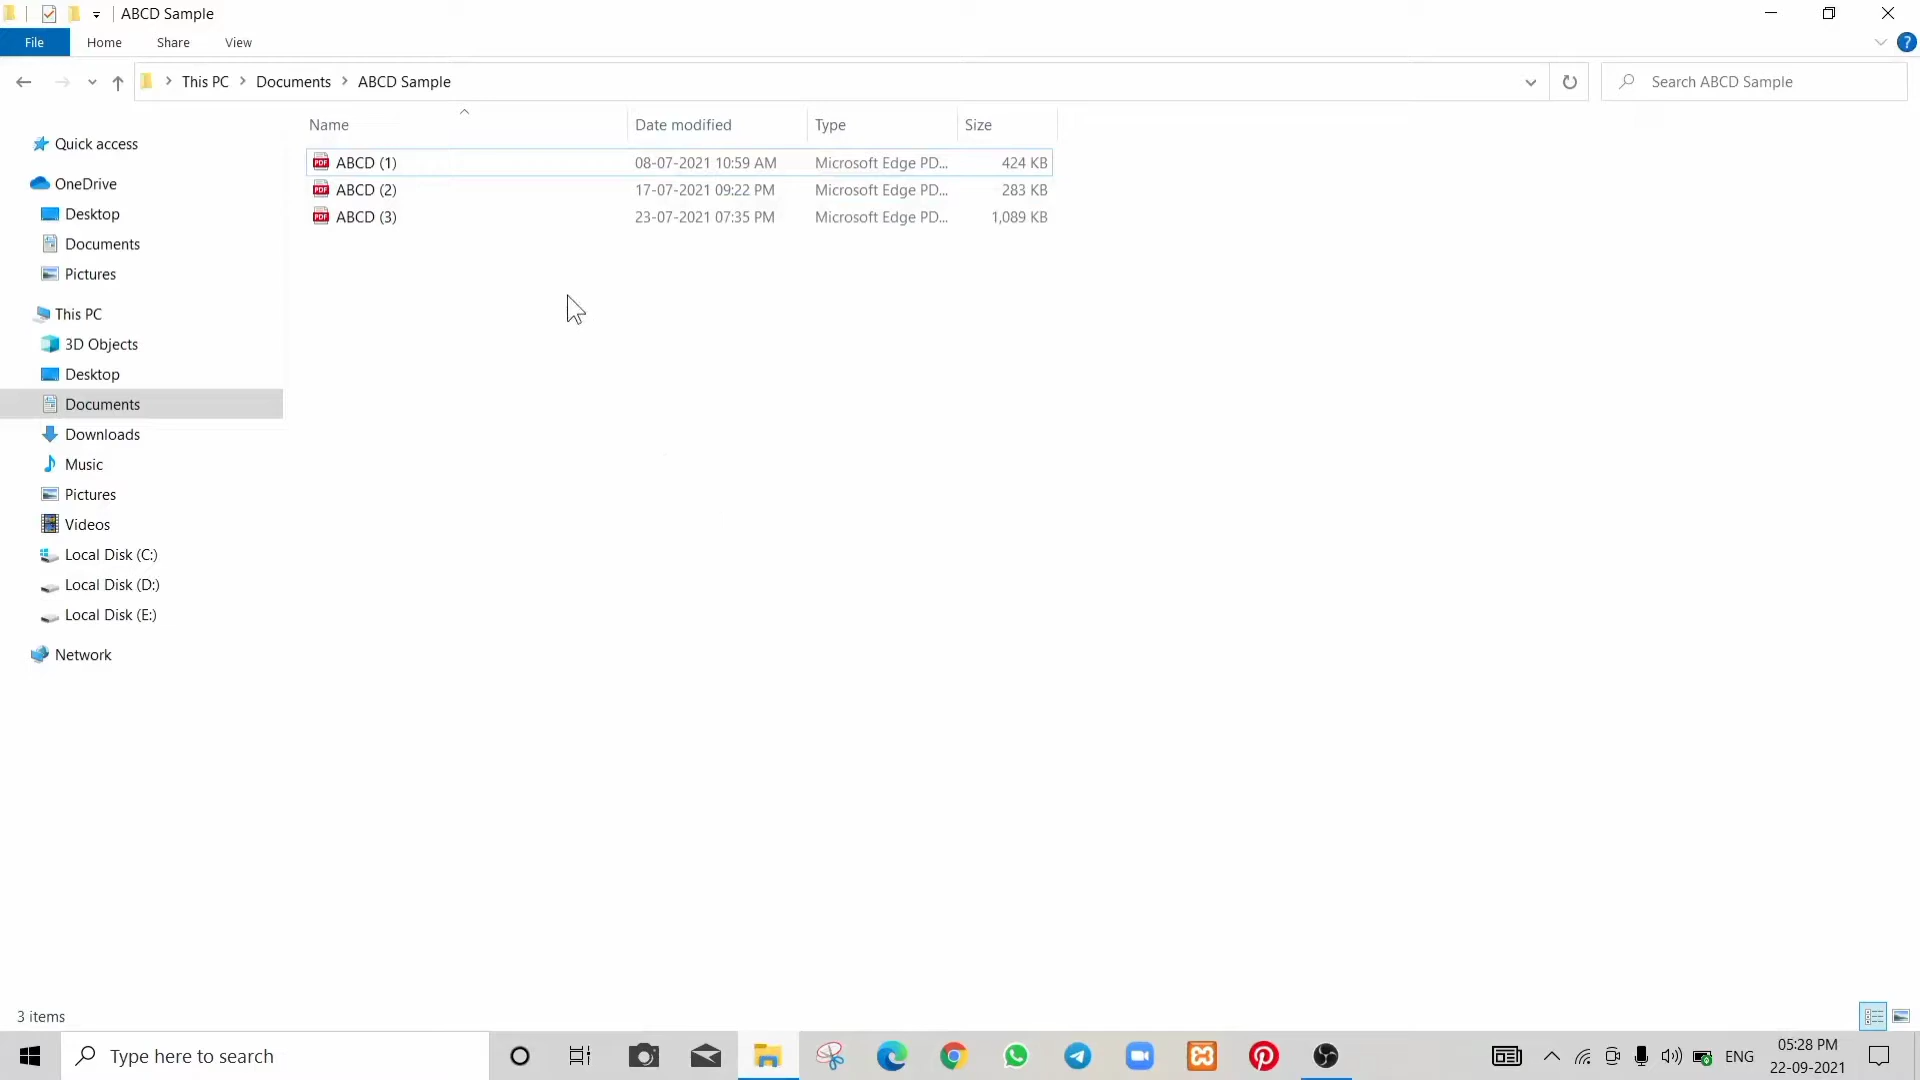 ABCD Sample
File Home Share View
This PC Documents ABCD Sample
Search ABCD Sample
Name Date modified Type Size
ABCD (1) 08-07-2021 10:59 AM Microsoft Edge PD... 424 KB
ABCD (2) 17-07-2021 09:22 PM Microsoft Edge PD... 283 KB
ABCD (3) 23-07-2021 07:35 PM Microsoft Edge PD... 1,089 KB
Quick access
OneDrive
Desktop
Documents
Pictures
This PC
3D Objects
Desktop
Documents
Downloads
Music
Pictures
Videos
Local Disk (C:)
Local Disk (D:)
Local Disk (E:)
Network
3 items
Type here to search
ENG
05:28 PM
22-09-2021